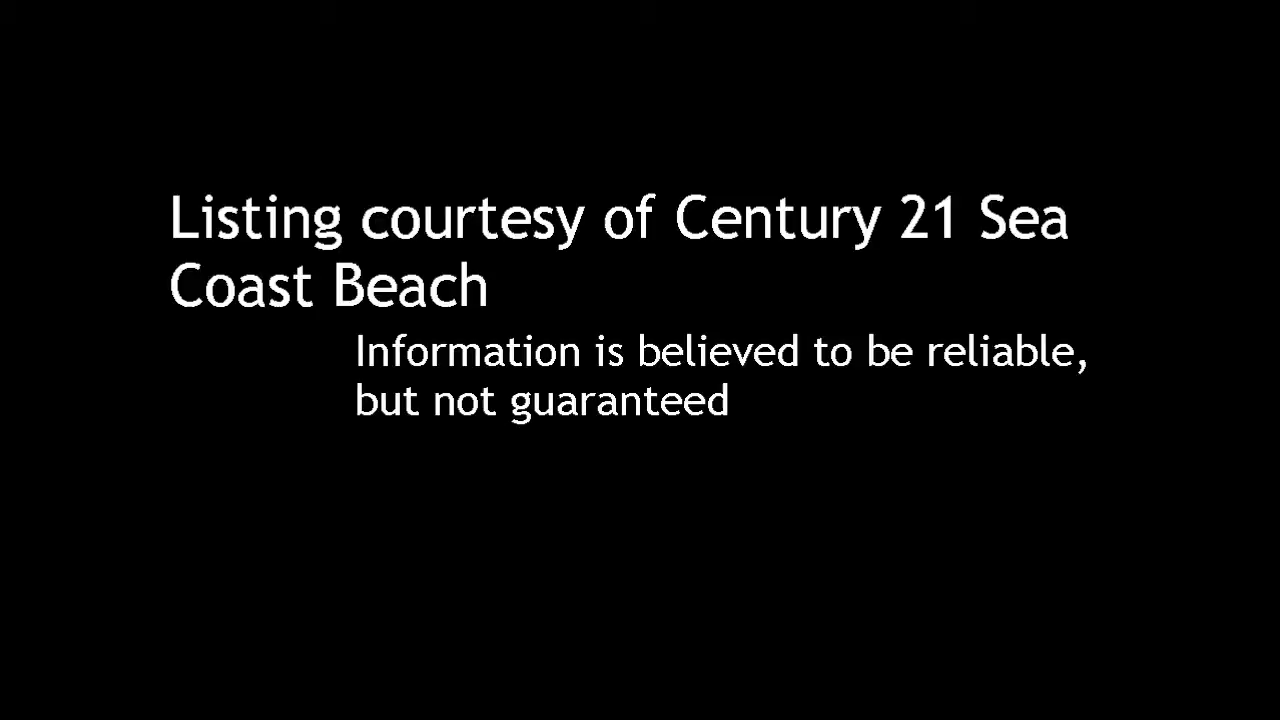 Listing courtesy of Century 21 Sea
Coast Beach
Information is believed to be reliable,
but not guaranteed